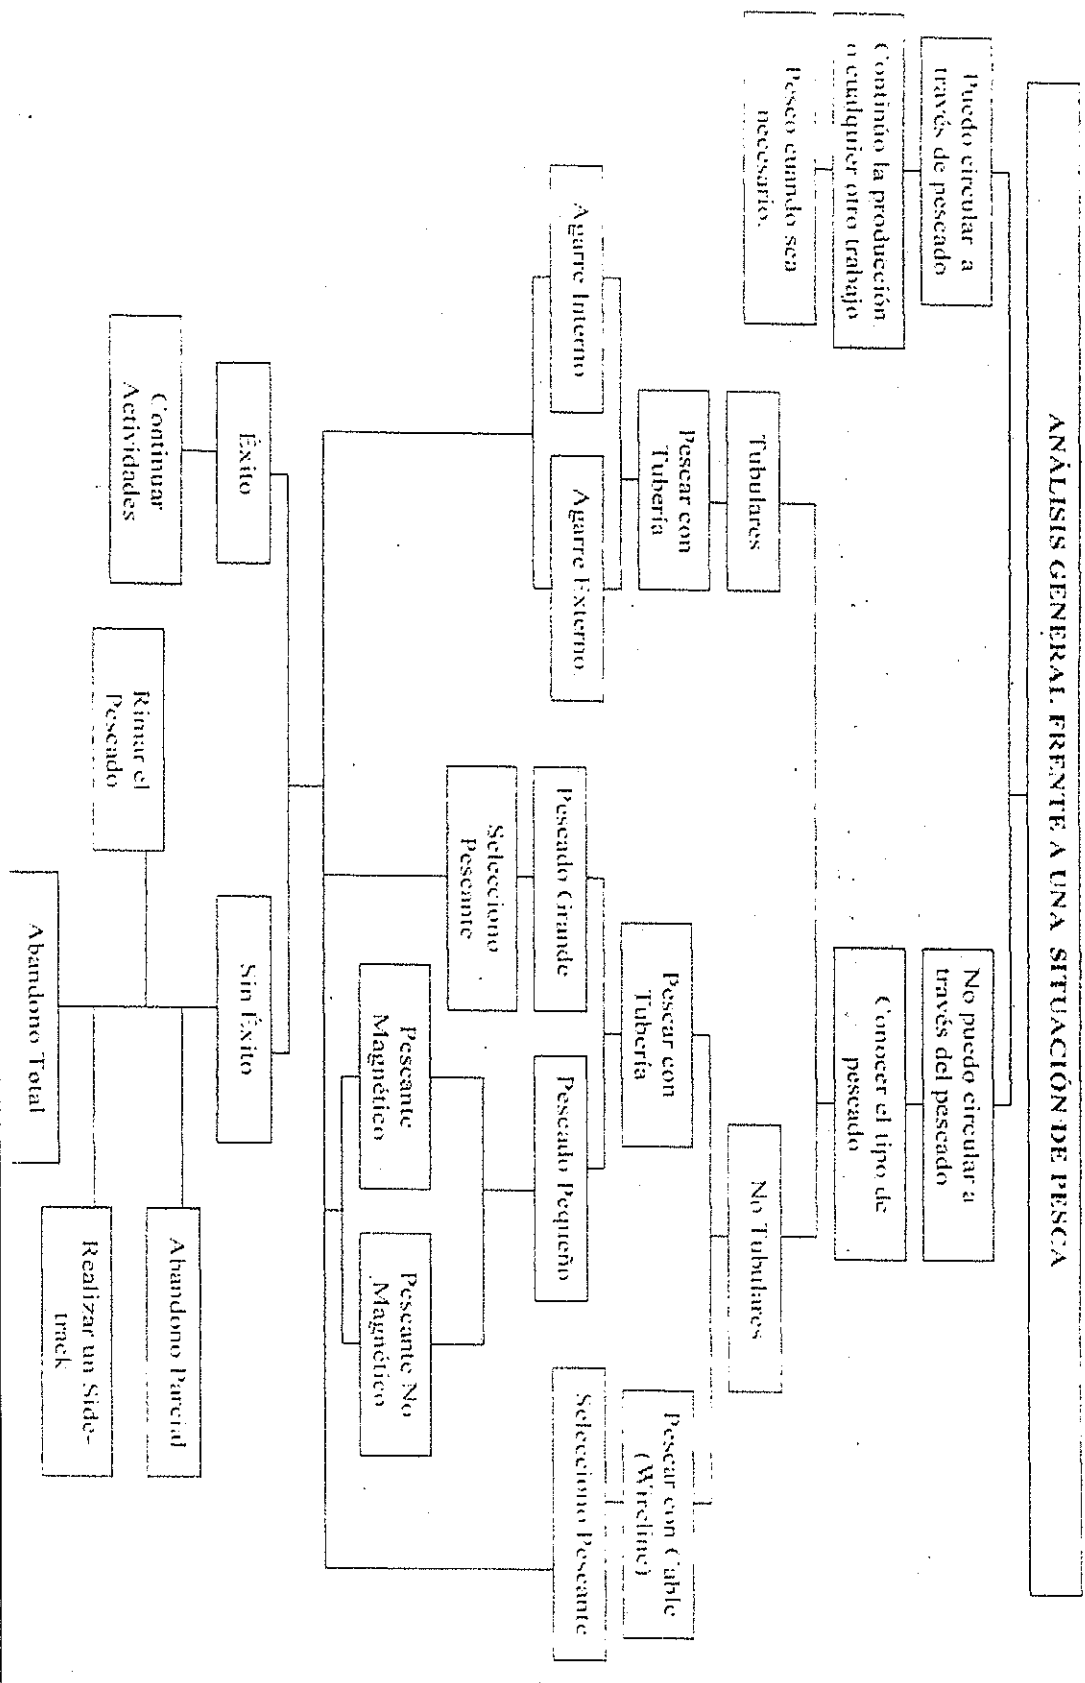 ANÁLISIS GENERAL FRENTE A UNA SITUACIÓN DE PESCA
Puedo circular a
través de pescado
No puedo circular a
través del pescado
Continúo la producción
o cualquier otro trabajo
Conocer el tipo de
pescado
Pesco cuando sea
necesario.
Tubulares
No Tubulares
Pescar con
Tubería
Pescar con
Tubería
Pescar con Cable
(Wireline)
Agarre Interno
Agarre Externo
Pescado Grande
Pescado Pequeño
Selecciono Pescante
Selecciono
Pescante
Pescante
Magnético
Pescante No
Magnético
Éxito
Sin Éxito
Continuar
Actividades
Abandono Parcial
Rimar el
Pescado
Realizar un Side-
track
Abandono Total